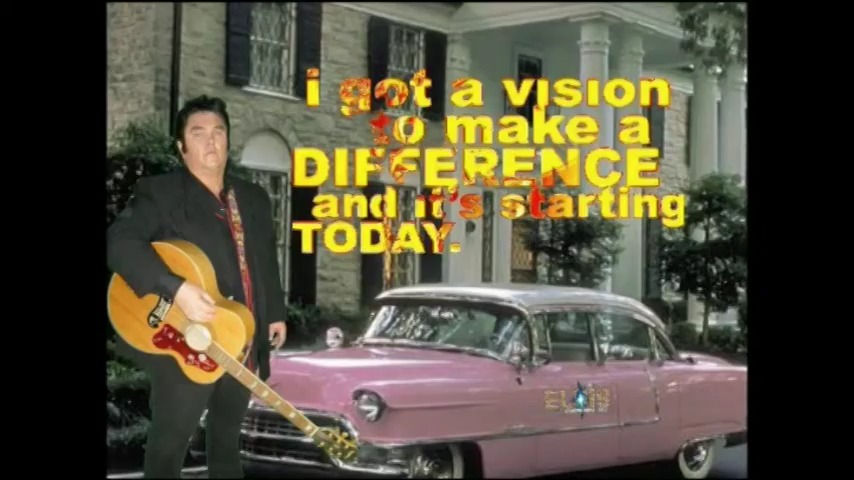 i got a vision
to make a
DIFFERENCE
and it's starting
TODAY.